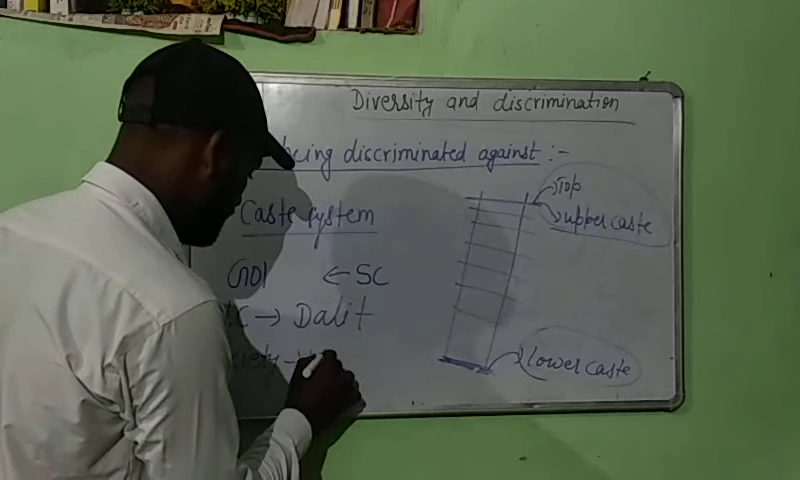 Diversity and discrimination
being discriminated against :-
Caste system
Top
upper caste
GOI ← SC
→ Dalit
Lower caste